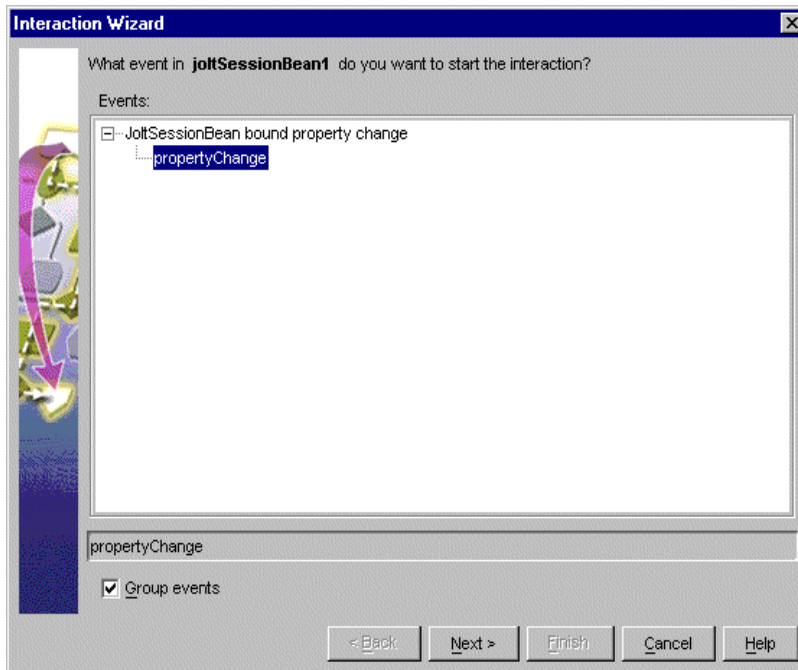 Interaction Wizard
What event in joltSessionBean1 do you want to start the interaction?
Events:
JoltSessionBean bound property change
propertyChange
propertyChange
Group events
< Back Next > Finish Cancel Help